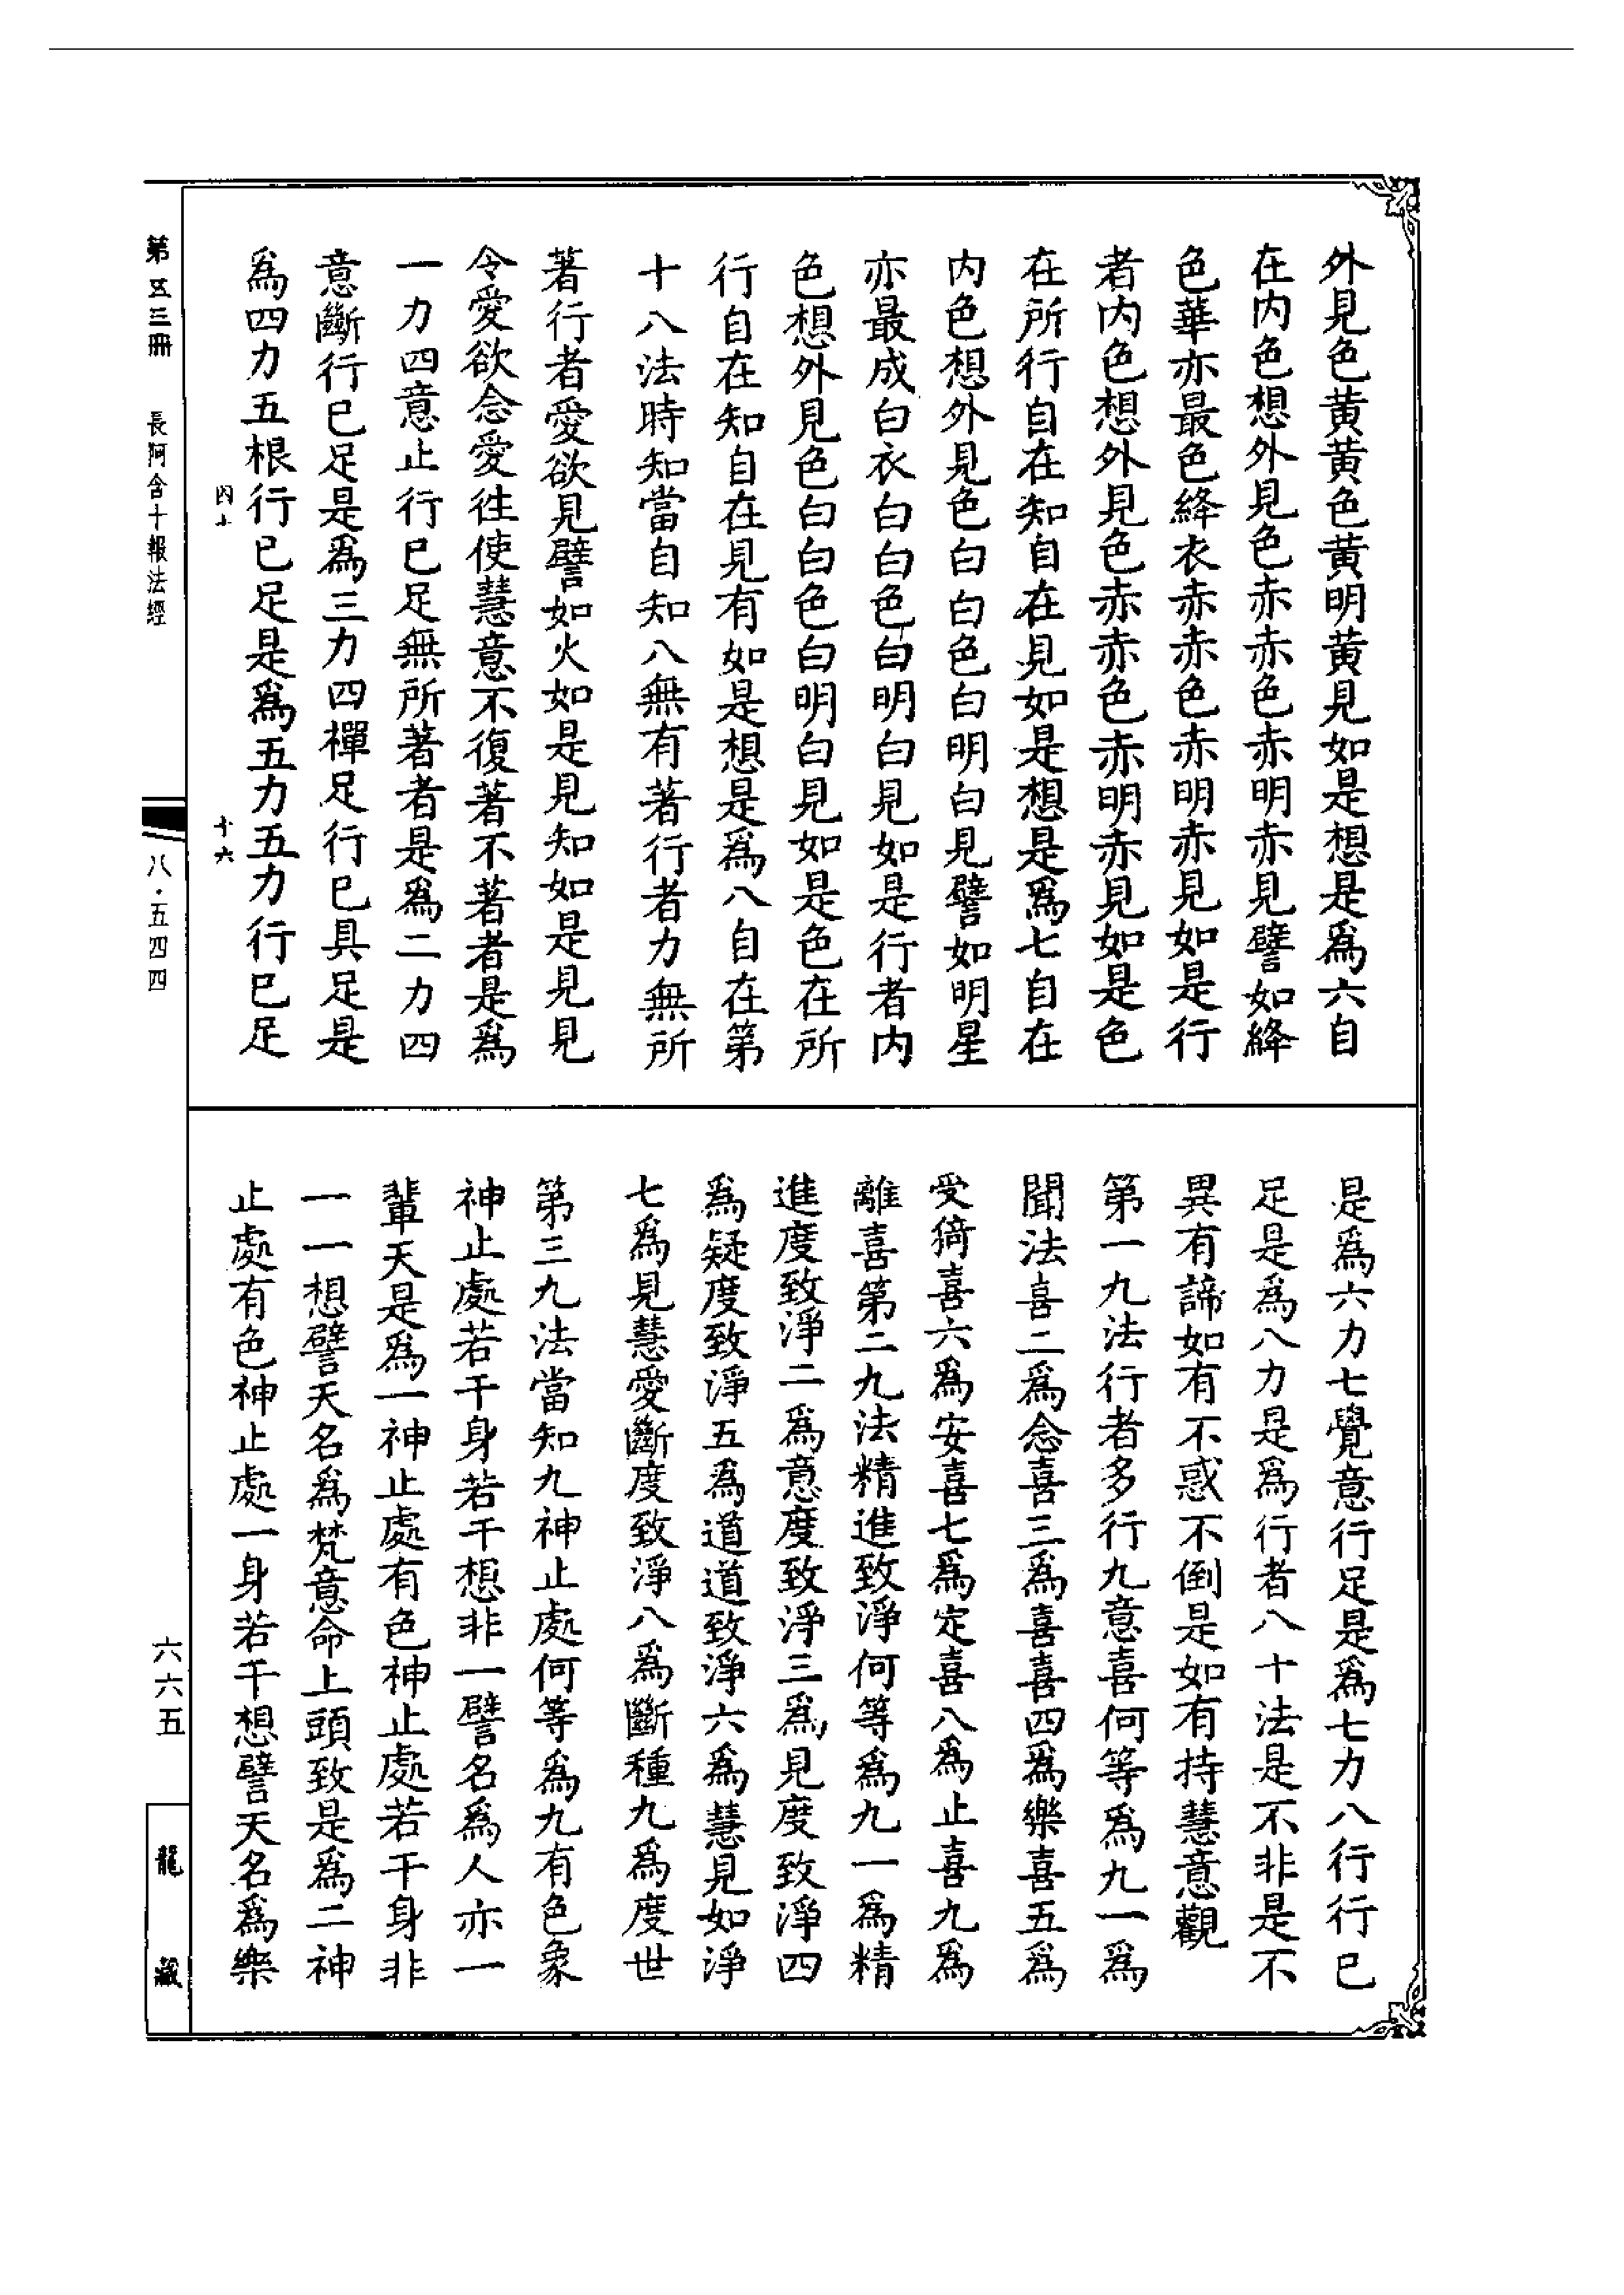 外見色黄黄色黄明黄見如是想是爲六自
在内色想外見色赤赤色赤明赤見譬如絳
色華亦最色絳衣赤赤色赤明赤見如是行
者内色想外見色赤赤色赤明赤見如是色
在所行自在知自在見如是想是爲七自在
内色想外見色白白色白明白見譬如明星
亦最成白衣白白色白明白見如是行者内
色想外見色白白色白明白見如是色在所
行自在知自在見有如是想是爲八自在第
十八法時知當自知八無有著行者力無所
著行者愛欲見譬如火如是見知如是見見
令愛欲念愛往使慧意不復著不著者是爲
一力四意止行已足無所著者是爲二力四
意斷行已足是爲三力四禪足行已具足是
爲四力五根行已足是爲五力五力行已足
是爲六力七覺意行足是爲七力八行行已
足是爲八力是爲行者八十法是不非是不
異有諦如有不惑不倒是如有持慧意觀
第一九法行者多行九意喜何等爲九一爲
聞法喜二爲念喜三爲喜喜四爲樂喜五爲
受猗喜六爲安喜七爲定喜八爲止喜九爲
離喜第二九法精進致淨何等爲九一爲精
進度致淨二爲意度致淨三爲見度致淨四
爲疑度致淨五爲道道致淨六爲慧見如淨
七爲見慧愛斷度致淨八爲斷種九爲度世
第三九法當知九神止處何等爲九有色象
神止處若干身若干想非一譬名爲人亦一
輩天是爲一神止處有色神止處若干身非
一一想譬天名爲梵意命上頭致是爲二神
止處有色神止處一身若干想譬天名爲樂
第五三冊 長阿含十報法經
十六
八·五四四
六六五
龍藏